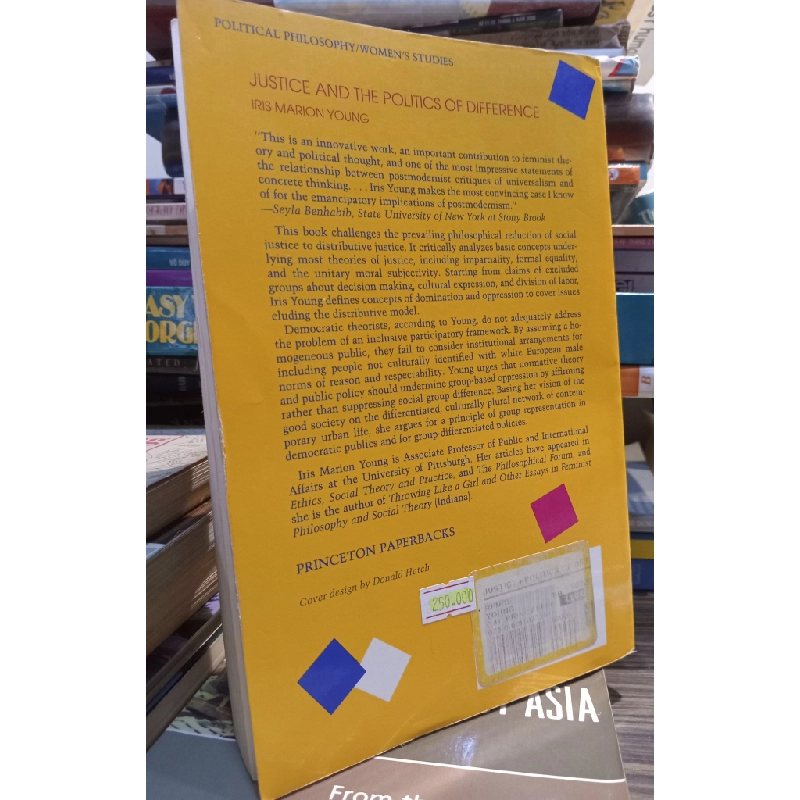 POLITICAL PHILOSOPHY/WOMEN'S STUDIES
JUSTICE AND THE POLITICS OF DIFFERENCE
IRIS MARION YOUNG
"This is an innovative work, an important contribution to feminist the-
ory and political thought, and one of the most impressive statements of
the relationship between postmodernist critiques of universalism and
concrete thinking. . . . Iris Young makes the most convincing case I know
of for the emancipatory implications of postmodernism."
—Seyla Benhabib, State University of New York at Stony Brook
This book challenges the prevailing philosophical reduction of social
justice to distributive justice. It critically analyzes basic concepts under-
lying most theories of justice, including impartiality, formal equality,
and the unitary moral subjectivity. Starting from claims of excluded
groups about decision making, cultural expression, and division of labor,
Iris Young defines concepts of domination and oppression to cover issues
eluding the distributive model.
Democratic theorists, according to Young, do not adequately address
the problem of an inclusive participatory framework. By assuming a ho-
mogeneous public, they fail to consider institutional arrangements for
including people not culturally identified with white European male
norms of reason and respectability. Young urges that normative theory
and public policy should undermine group-based oppression by affirming
rather than suppressing social group difference. Basing her vision of the
good society on the differentiated, culturally plural network of contem-
porary urban life, she argues for a principle of group representation in
democratic publics and for group differentiated policies.
Iris Marion Young is Associate Professor of Public and International
Affairs at the University of Pittsburgh. Her articles have appeared in
Ethics, Social Theory and Practice, and The Philosophical Forum and
she is the author of Throwing Like a Girl and Other Essays in Feminist
Philosophy and Social Theory (Indiana).
PRINCETON PAPERBACKS
Cover design by Donald Hatch
250.000
ASIA
From th